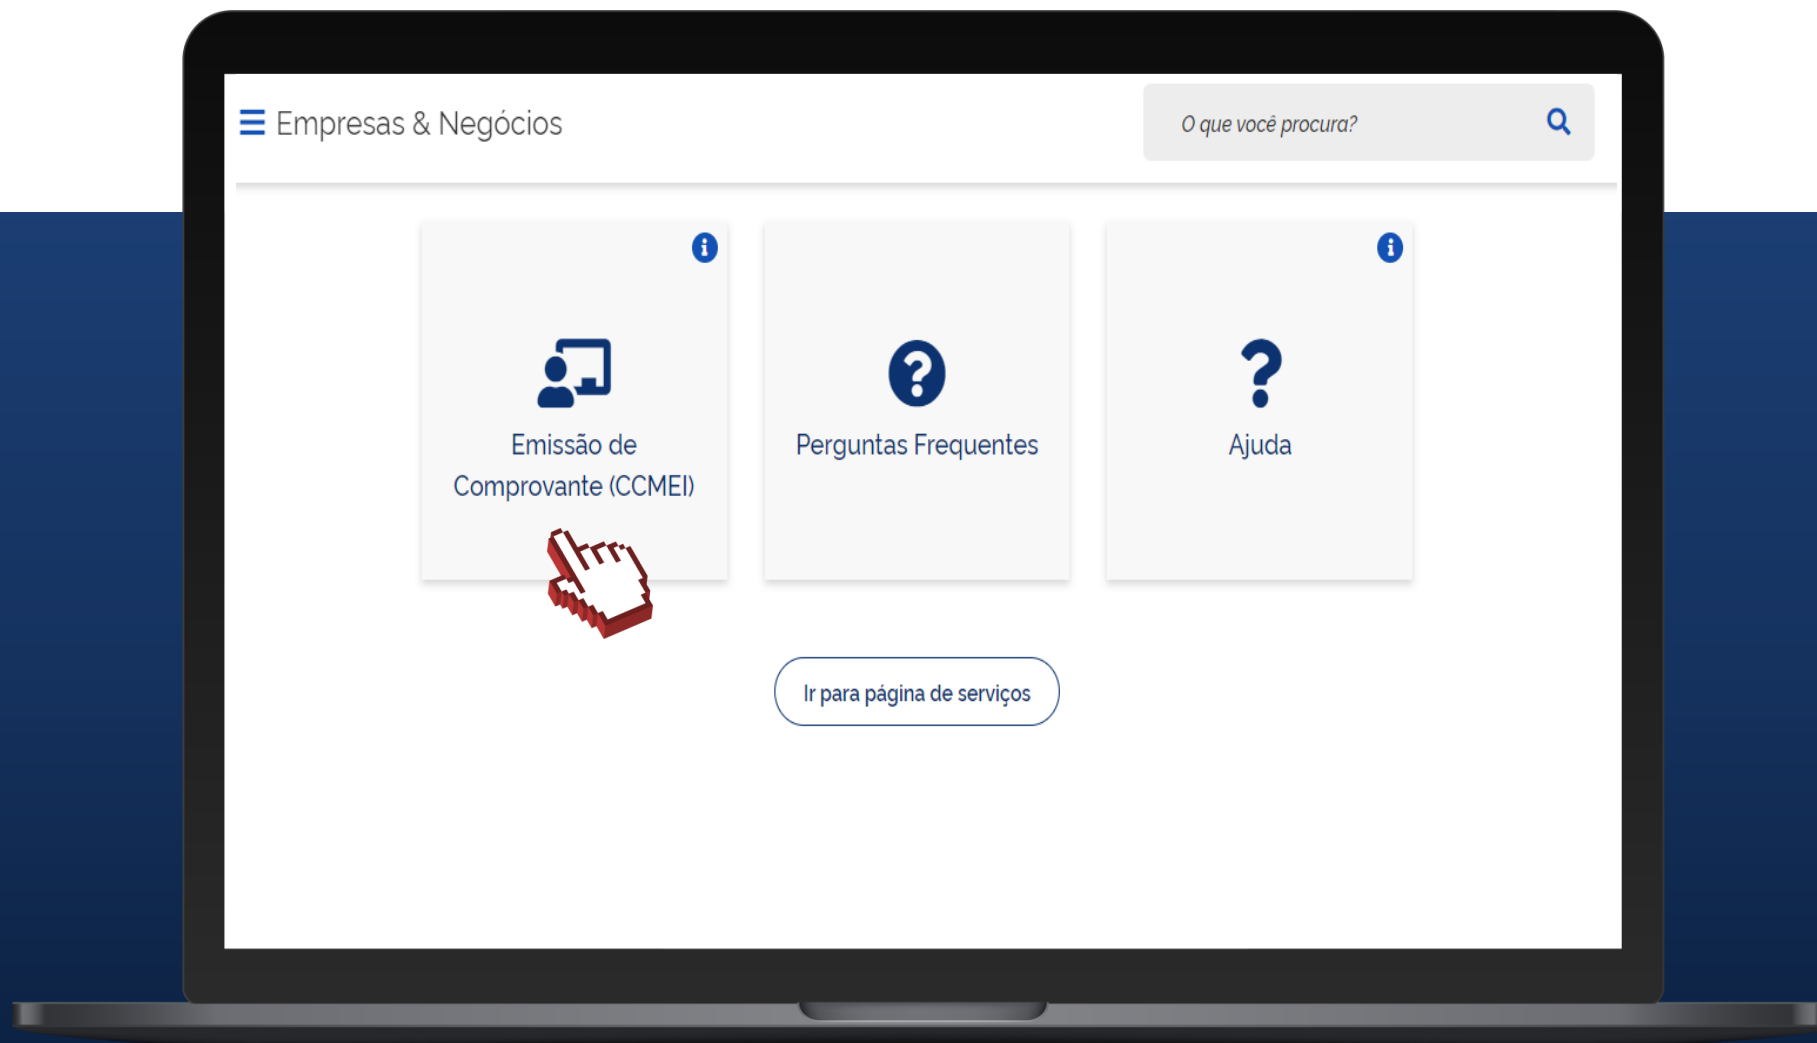 Empresas & Negócios
O que você procura?
Emissão de
Comprovante (CCMEI)
Perguntas Frequentes
Ajuda
Ir para página de serviços